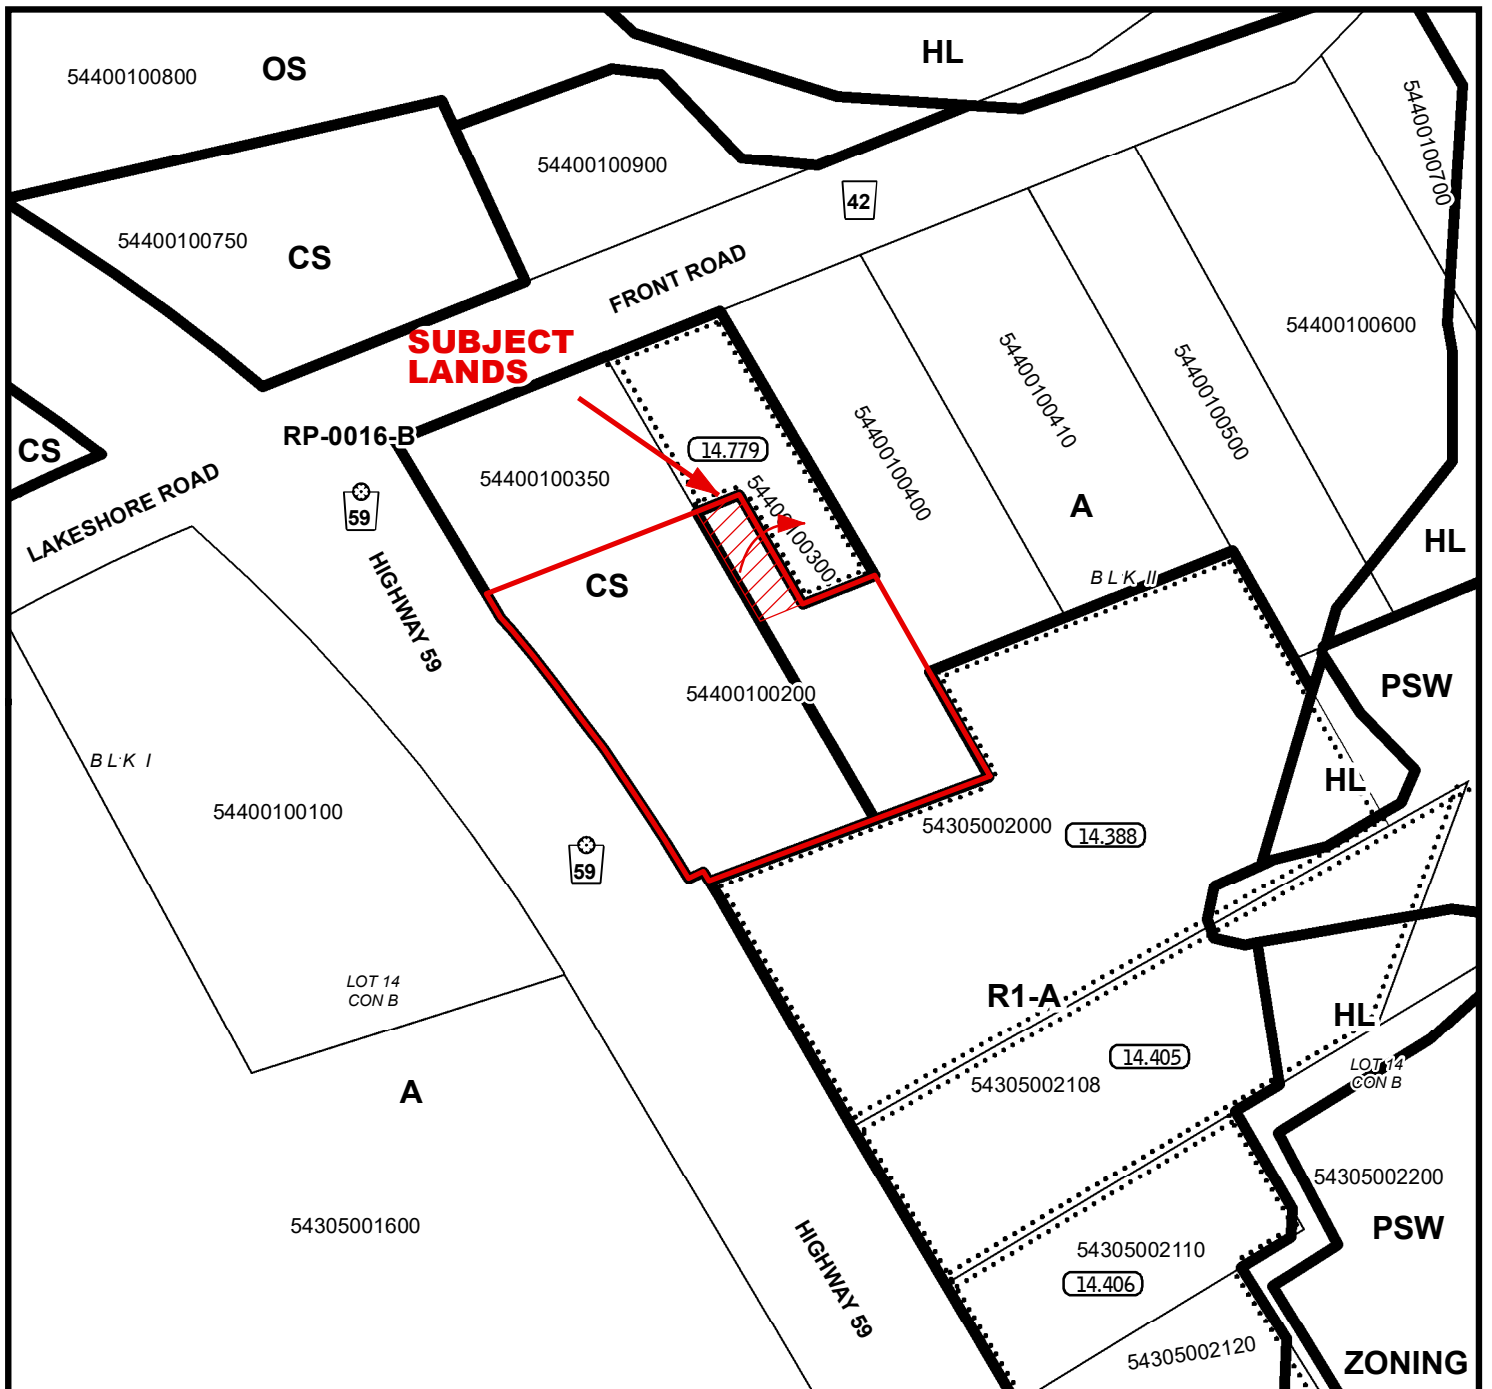 HL
OS
54400100800
54400100700
54400100900
42
54400100750
CS
FRONT ROAD
54400100600
SUBJECT
LANDS
54400100410
54400100500
RP-0016-B
CS
14.779
54400100400
54400100350
LAKESHORE ROAD
59
54400100300
A
HL
HIGHWAY 59
CS
BLK II
PSW
54400100200
BLK I
HL
54400100100
54305002000
14.388
59
LOT 14
CON B
R1-A
HL
14.405
54305002108
LOT 14
CON B
A
54305002200
PSW
54305001600
HIGHWAY 59
54305002110
14.406
54305002120
ZONING